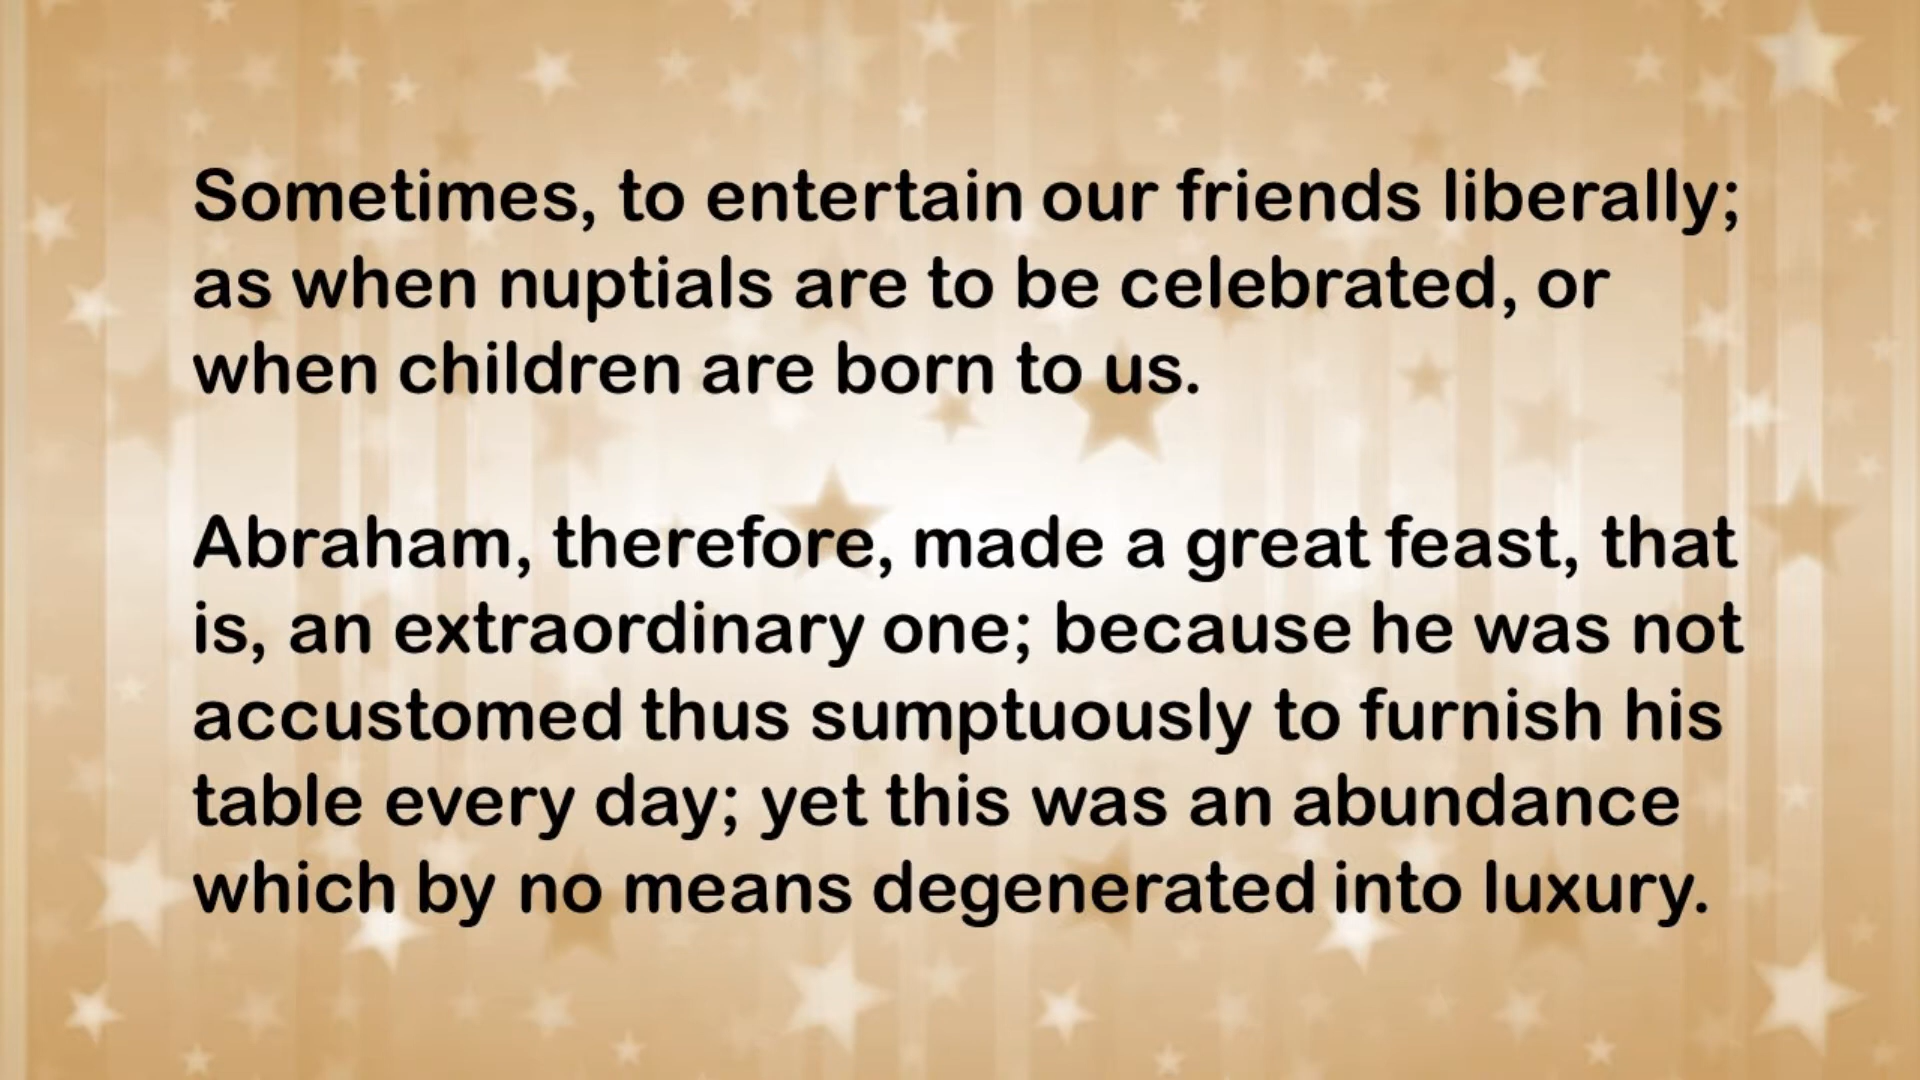 Sometimes, to entertain our friends liberally;
as when nuptials are to be celebrated, or
when children are born to us.
Abraham, therefore, made a great feast, that
is, an extraordinary one; because he was not
accustomed thus sumptuously to furnish his
table every day; yet this was an abundance
which by no means degenerated into luxury.